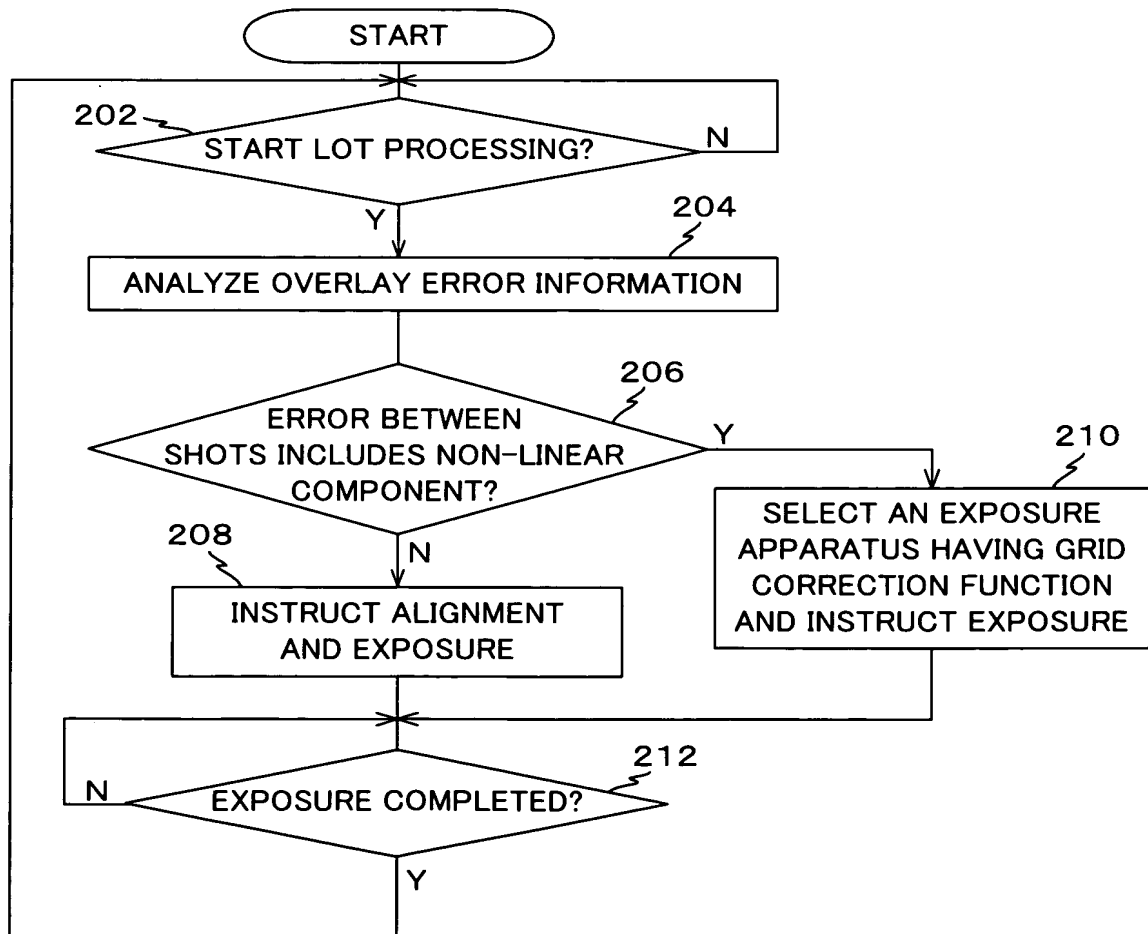 START
202
START LOT PROCESSING?
N
Y
204
ANALYZE OVERLAY ERROR INFORMATION
206
ERROR BETWEEN
SHOTS INCLUDES NON-LINEAR
COMPONENT?
Y
N
210
SELECT AN EXPOSURE
APPARATUS HAVING GRID
CORRECTION FUNCTION
AND INSTRUCT EXPOSURE
208
INSTRUCT ALIGNMENT
AND EXPOSURE
212
EXPOSURE COMPLETED?
N
Y